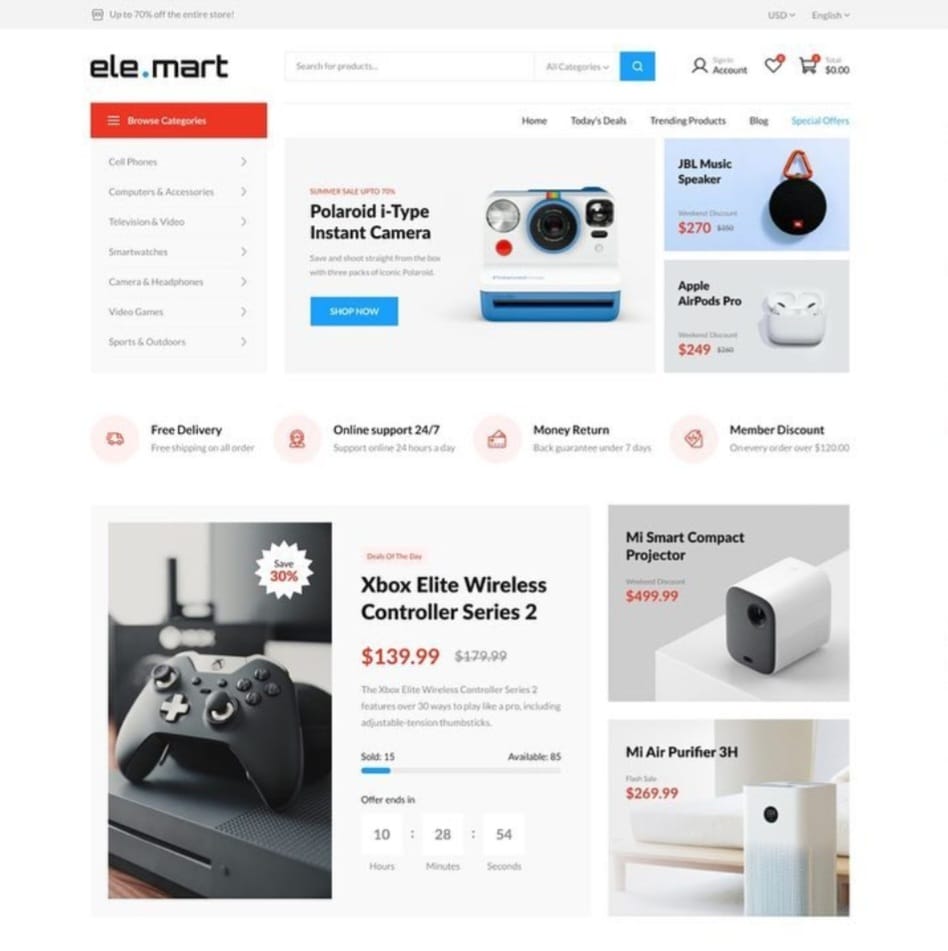 Up to 70% off the entire store!
USD
English
ele.mart
Search for products...
All Categories
Sign In
Account
Total
$0.00
Browse Categories
Home
Today's Deals
Trending Products
Blog
Special Offers
Cell Phones
Computers & Accessories
Television & Video
Smartwatches
Camera & Headphones
Video Games
Sports & Outdoors
SUMMER SALE UPTO 70%
Polaroid i-Type
Instant Camera
Save and shoot straight from the box
with three packs of Iconic Polaroid.
SHOP NOW
JBL Music
Speaker
Weekend Discount
$270
JBL
Apple
AirPods Pro
Weekend Discount
$249 $260
Free Delivery
Free shipping on all order
Online support 24/7
Support online 24 hours a day
Money Return
Back guarantee under 7 days
Member Discount
On every order over $120.00
Save
30%
Deals Of The Day
Xbox Elite Wireless
Controller Series 2
$139.99 $179.99
The Xbox Elite Wireless Controller Series 2
features over 30 ways to play like a pro, including
adjustable-tension thumbsticks.
Sold: 15
Available: 85
Offer ends in
10 : 28 : 54
Hours
Minutes
Seconds
Mi Smart Compact
Projector
Weekend Discount
$499.99
Mi Air Purifier 3H
Flash Sale
$269.99